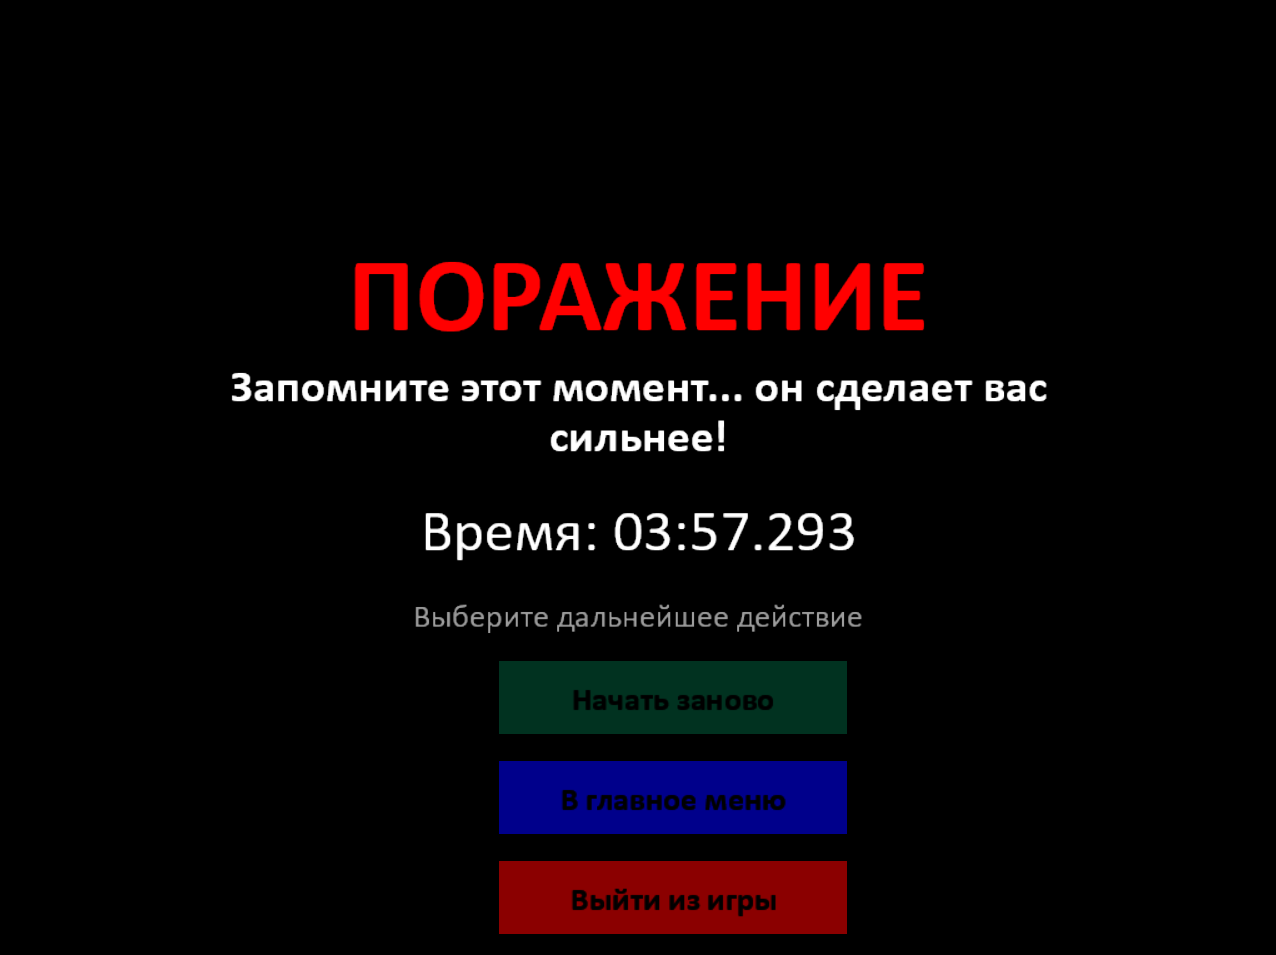 ПОРАЖЕНИЕ
Запомните этот момент... он сделает вас
сильнее!
Время: 03:57.293
Выберите дальнейшее действие
Начать заново
В главное меню
Выйти из игры